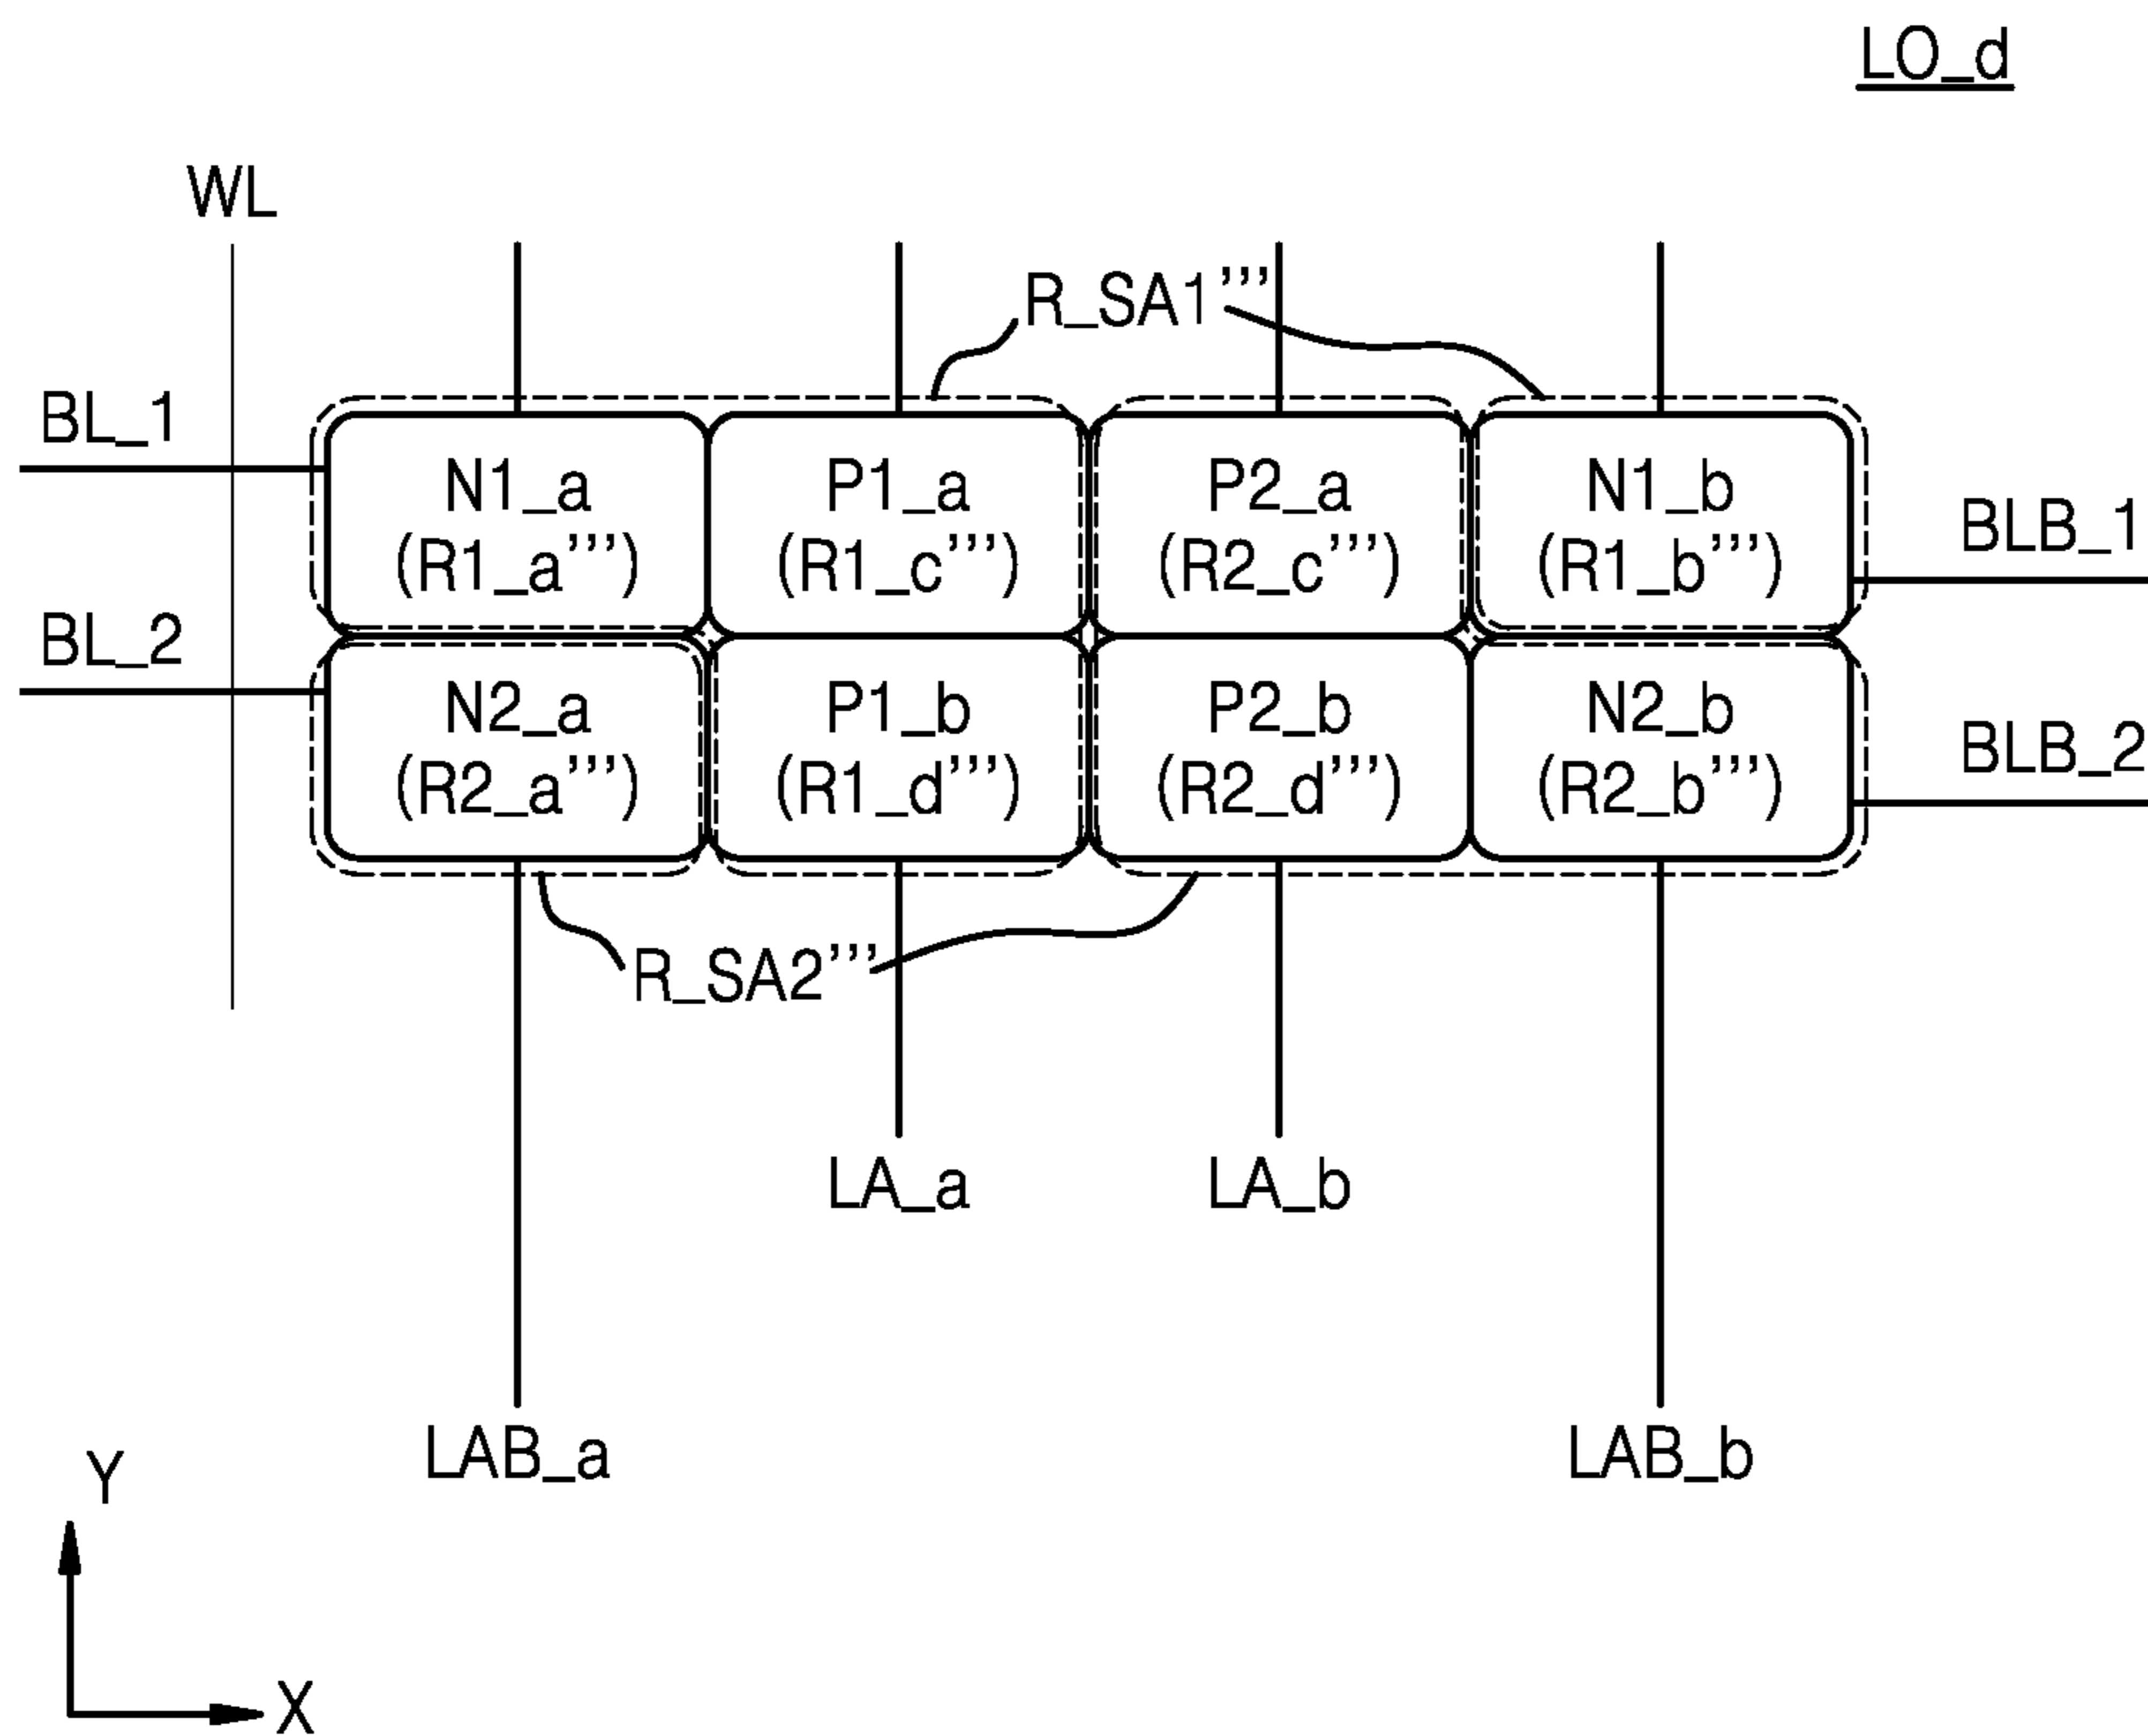 LO_d
WL
R_SA1’’’
BL_1
N1_a
(R1_a’’’)
P1_a
(R1_c’’’)
P2_a
(R2_c’’’)
N1_b
(R1_b’’’)
BLB_1
BL_2
N2_a
(R2_a’’’)
P1_b
(R1_d’’’)
P2_b
(R2_d’’’)
N2_b
(R2_b’’’)
BLB_2
R_SA2’’’
LA_a
LA_b
LAB_a
LAB_b
Y
X